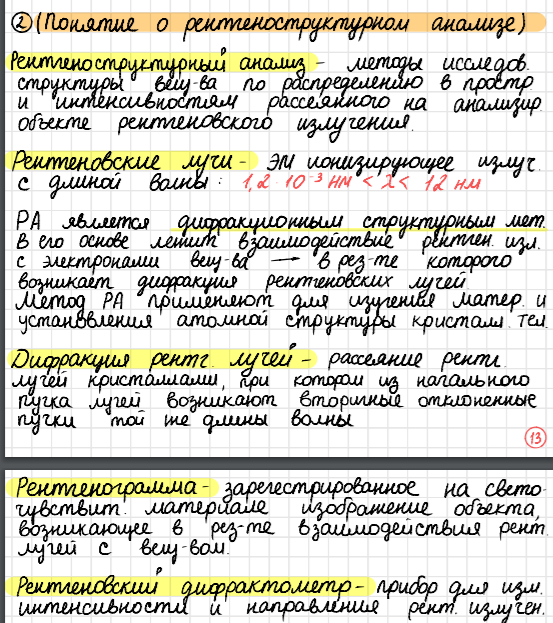 ② (Понятие о рентгеноструктурном анализе)
Рентгеноструктурный анализ - методы исследов.
структуры вещ-ва по распределению в простр
и интенсивностям рассеянного на анализир.
объекте рентгеновского излучения.
Рентгеновские лучи - ЭМ ионизирующее излуч.
с длиной волны: 1,2 · 10⁻³ нм < λ < 12 нм
РА является дифракционным структурным мет.
В его основе лежит взаимодействие рентген. изл.
с электронами вещ-ва → в рез-те которого
возникает дифракция рентгеновских лучей.
Метод РА применяют для изучения матер. и
установления атомной структуры кристалл. тел.
Дифракция рентг. лучей - рассеяние рентг.
лучей кристаллами, при котором из начального
пучка лучей возникают вторичные отклоненные
пучки той же длины волны
13
Рентгенограмма - зарегестрированное на свето-
чувствит. материале изображение объекта,
возникающее в рез-те взаимодействия рент.
лучей с вещ-вом.
Рентгеновский дифрактометр - прибор для изм.
интенсивности и направления рент. излучен.